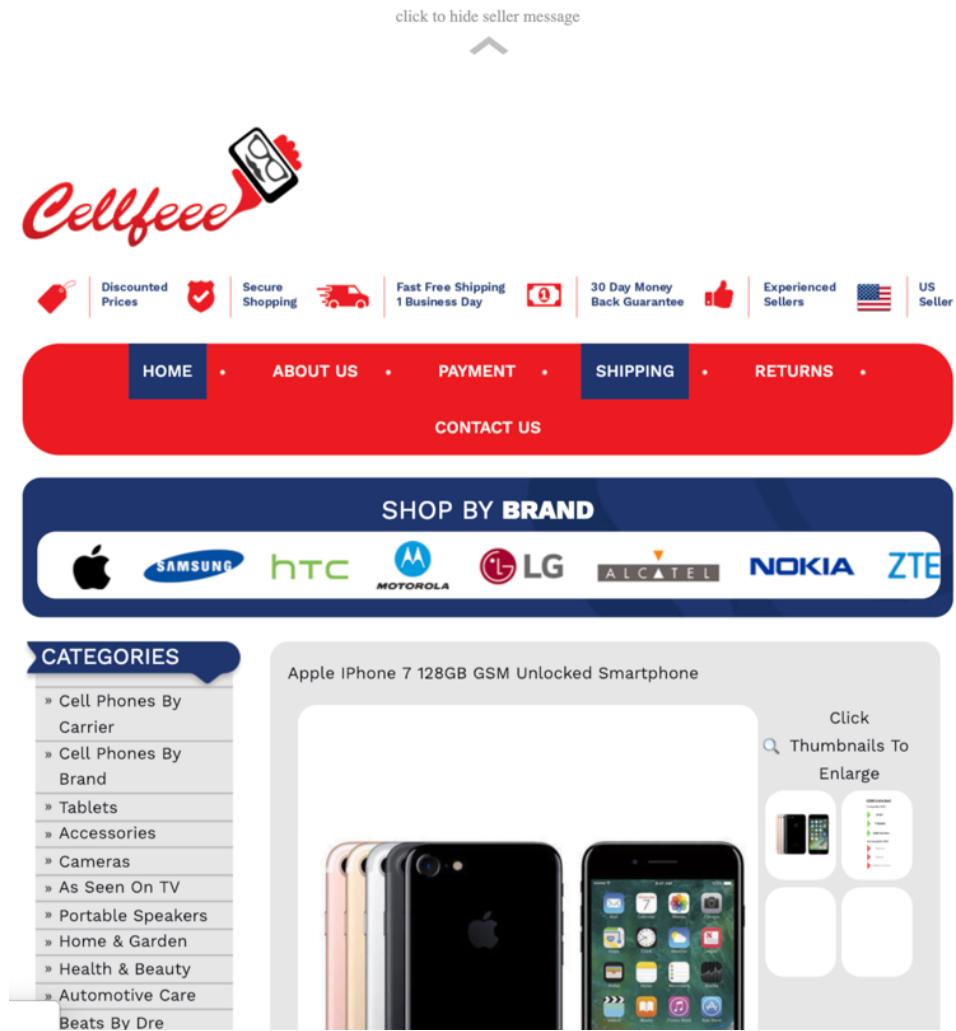 click to hide seller message
Cellfeee
Discounted
Prices
Secure
Shopping
Fast Free Shipping
1 Business Day
30 Day Money
Back Guarantee
Experienced
Sellers
US
Seller
HOME • ABOUT US • PAYMENT • SHIPPING • RETURNS •
CONTACT US
SHOP BY BRAND
SAMSUNG
hTC
MOTOROLA
LG
ALCATEL
NOKIA
ZTE
CATEGORIES
» Cell Phones By
Carrier
» Cell Phones By
Brand
» Tablets
» Accessories
» Cameras
» As Seen On TV
» Portable Speakers
» Home & Garden
» Health & Beauty
» Automotive Care
Beats By Dre
Apple IPhone 7 128GB GSM Unlocked Smartphone
Click
Thumbnails To
Enlarge